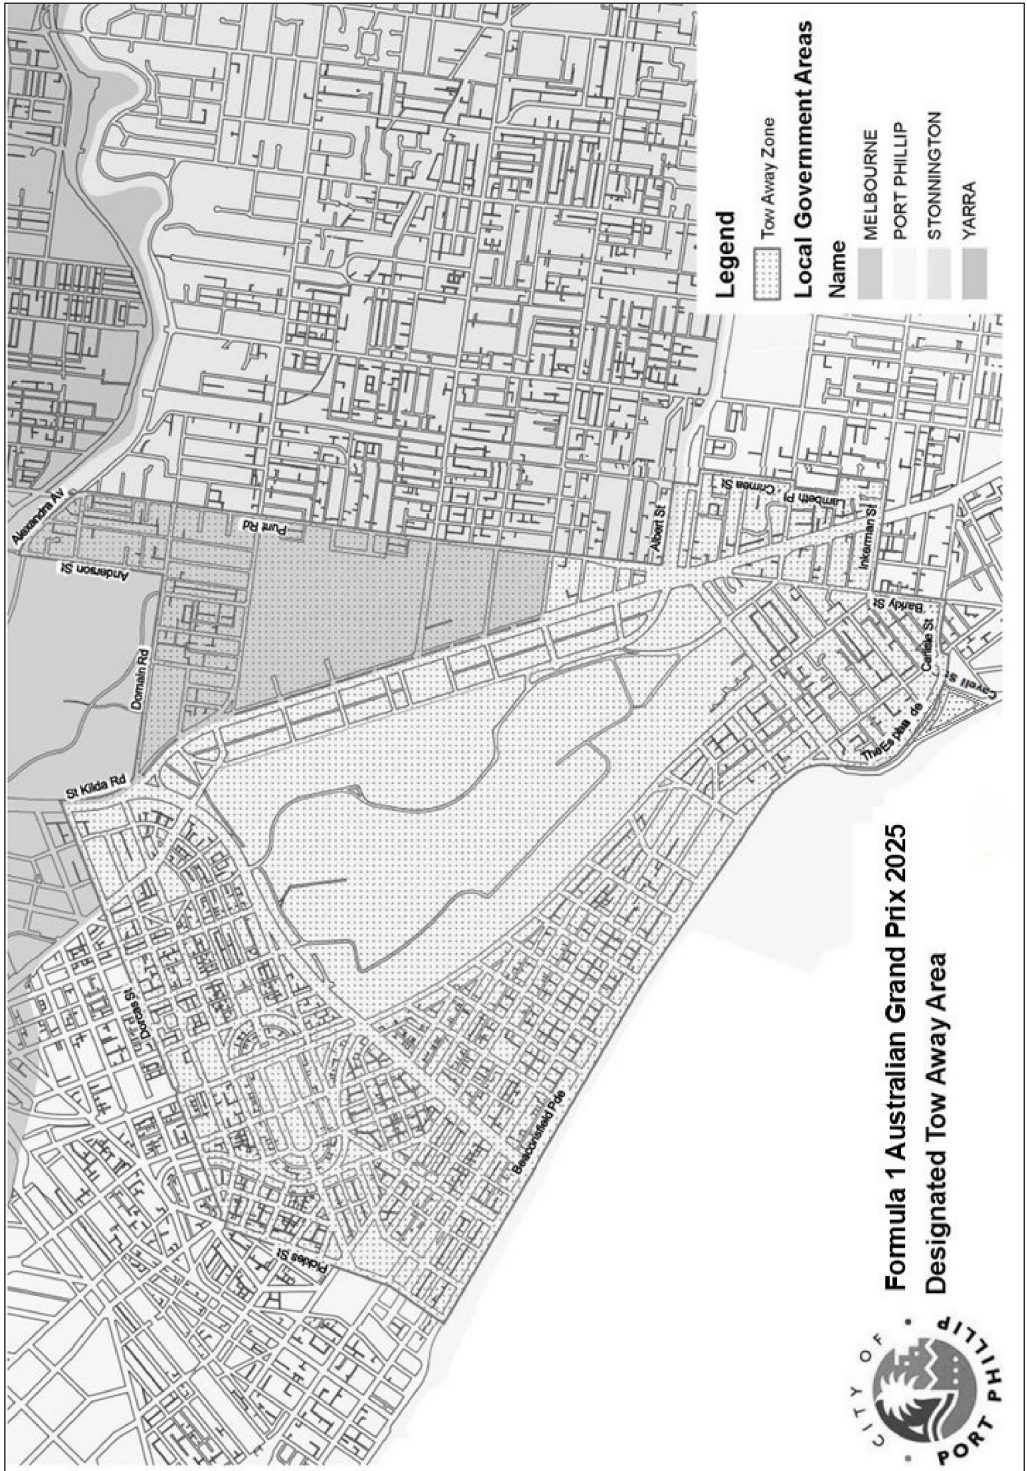 Alexandra Av
Anderson St
Punt Rd
Domain Rd
St Kilda Rd
Dorcas St
Pickles St
Beaconsfield Pde
Albert St
Crimea St
Lambeth Pl
Inkerman St
Barkly St
Carlisle St
Cavell St
The Esplanade
Legend
Tow Away Zone
Local Government Areas
Name
MELBOURNE
PORT PHILLIP
STONNINGTON
YARRA
Formula 1 Australian Grand Prix 2025
Designated Tow Away Area
CITY OF
PORT PHILLIP